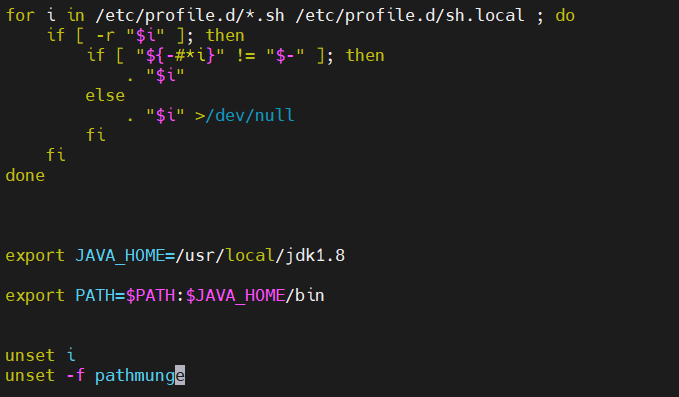 for i in /etc/profile.d/*.sh /etc/profile.d/sh.local ; do
    if [ -r "$i" ]; then
        if [ "${-#*i}" != "$-" ]; then
            . "$i"
        else
            . "$i" >/dev/null
        fi
    fi
done
export JAVA_HOME=/usr/local/jdk1.8
export PATH=$PATH:$JAVA_HOME/bin
unset i
unset -f pathmunge